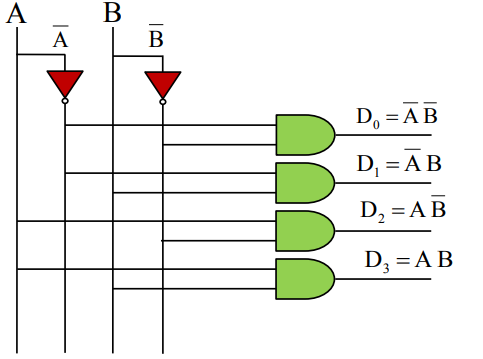 A B
A̅ B̅
D₀ = A̅ B̅
D₁ = A̅ B
D₂ = A B̅
D₃ = A B